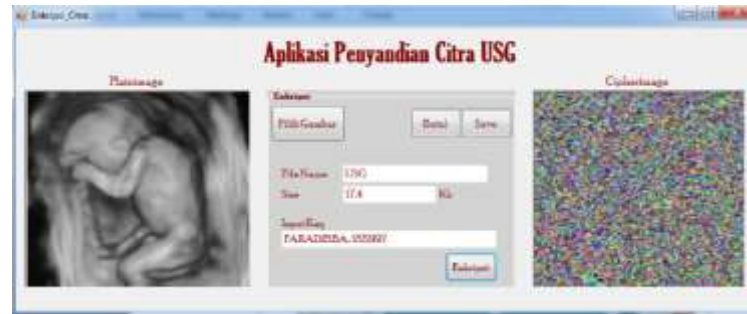 Enkripsi_Citra
Aplikasi Penyandian Citra USG
Plainimage
Cipherimage
Enkripsi
Pilih Gambar
Batal
Save
File Name
USG
Size
17.4
Kb
Input Key
Enkripsi